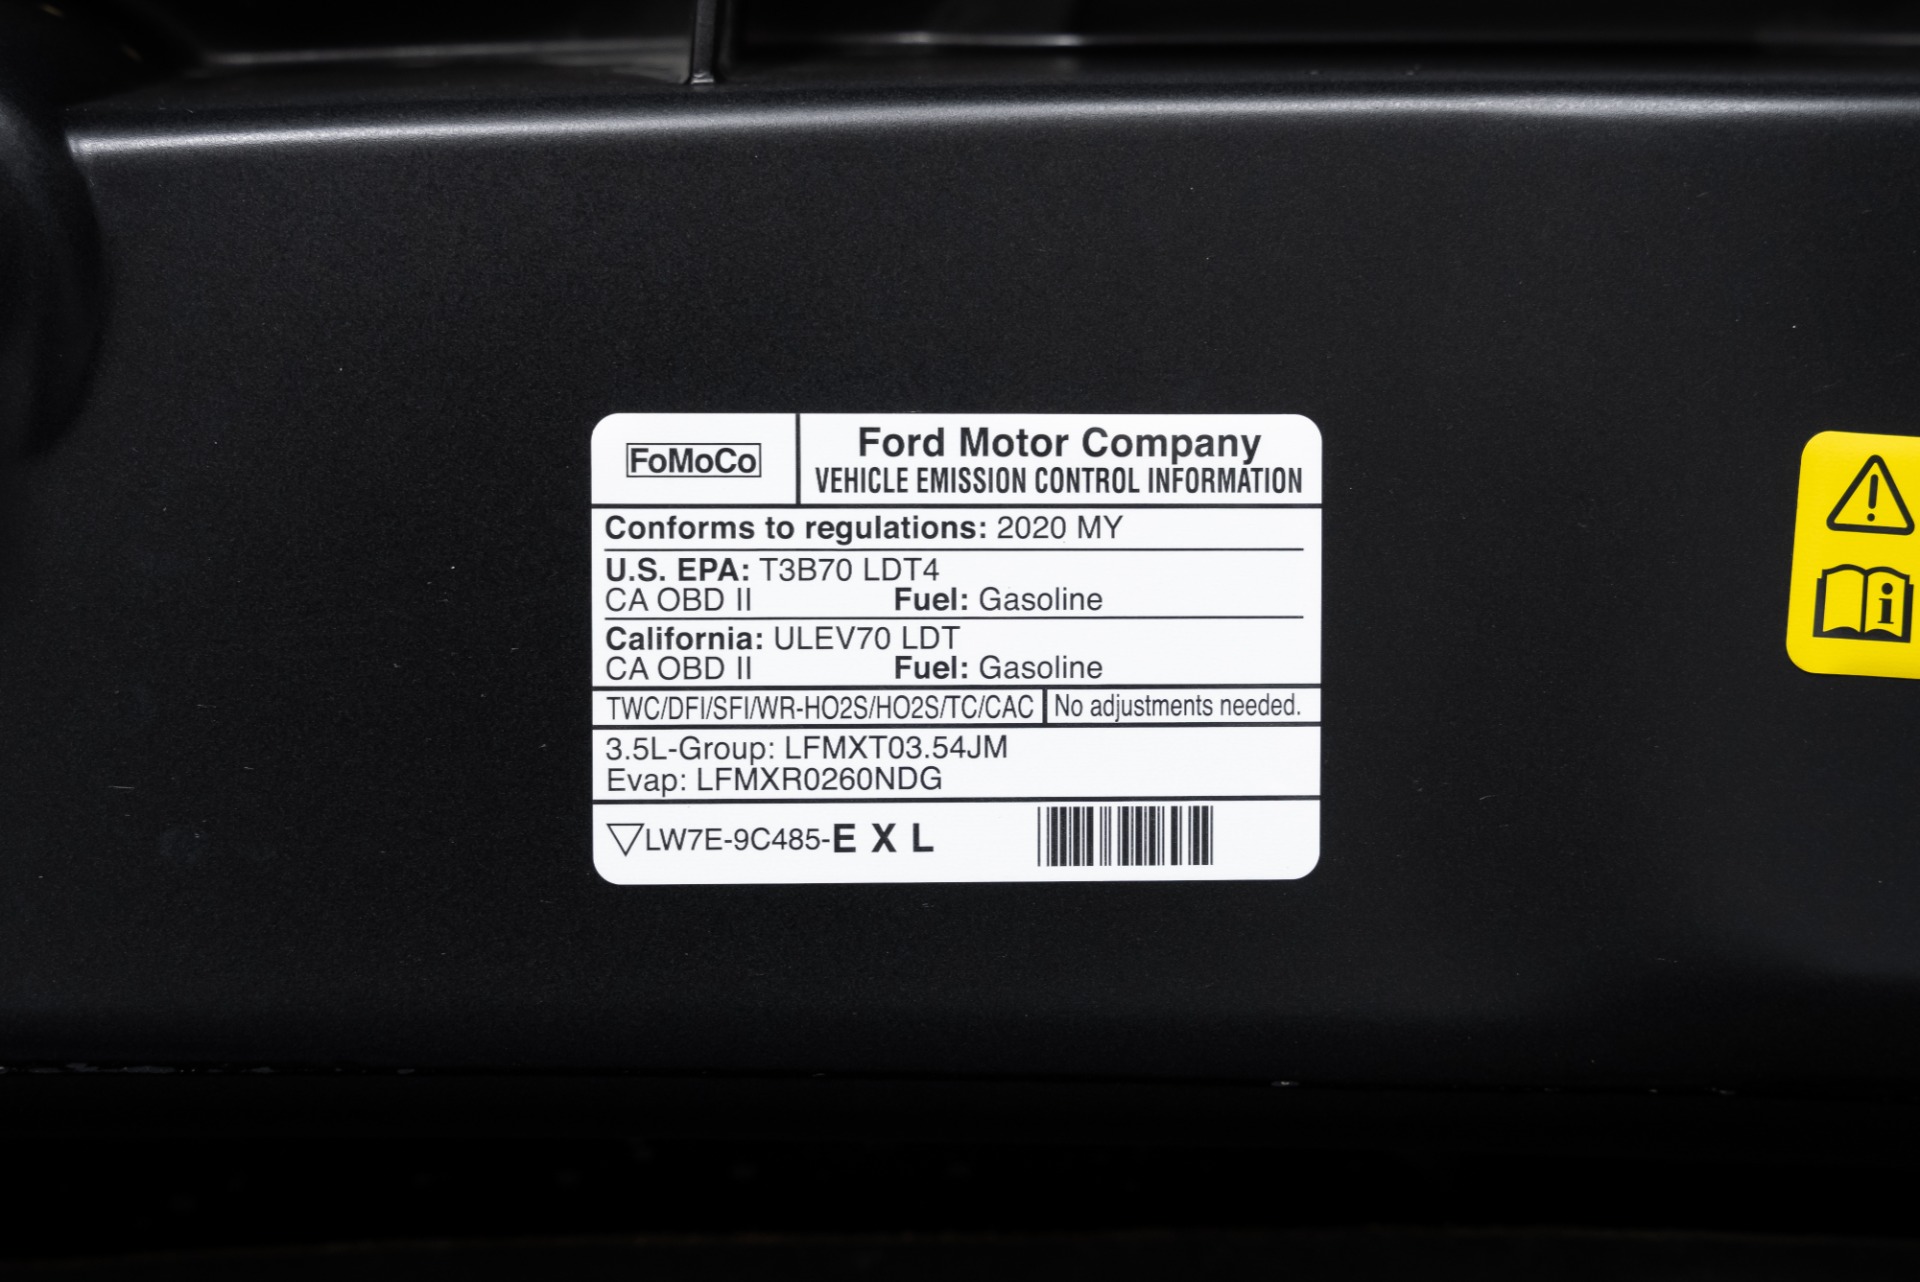 FoMoCo
Ford Motor Company
VEHICLE EMISSION CONTROL INFORMATION
Conforms to regulations: 2020 MY
U.S. EPA: T3B70 LDT4
CA OBD II Fuel: Gasoline
California: ULEV70 LDT
CA OBD II Fuel: Gasoline
TWC/DFI/SFI/WR-HO2S/HO2S/TC/CAC No adjustments needed.
3.5L-Group: LFMXT03.54JM
Evap: LFMXR0260NDG
LW7E-9C485-E X L